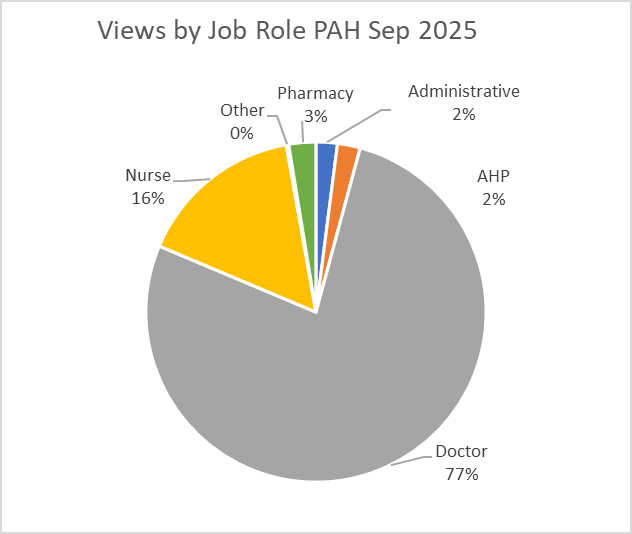 Views by Job Role PAH Sep 2025
Pharmacy
3%
Administrative
2%
Other
0%
Nurse
16%
AHP
2%
Doctor
77%